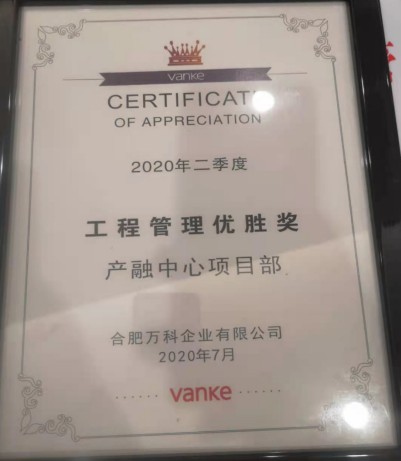 vanke
CERTIFICATE
OF APPRECIATION
2020年二季度
工程管理优胜奖
产融中心项目部
合肥万科企业有限公司
2020年7月
vanke